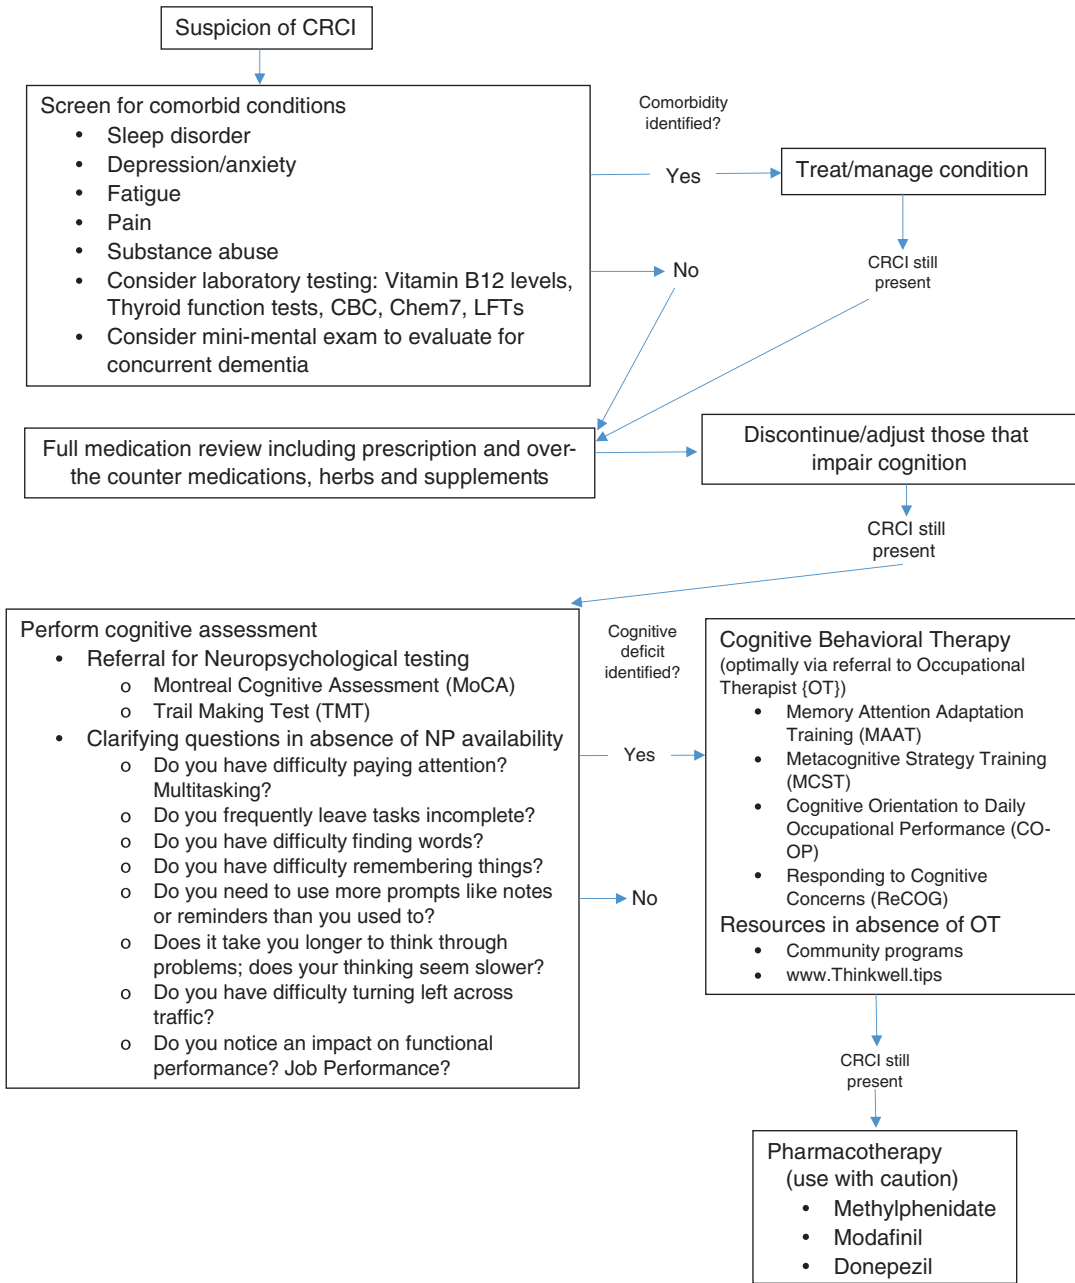 Suspicion of CRCI
Screen for comorbid conditions
• Sleep disorder
• Depression/anxiety
• Fatigue
• Pain
• Substance abuse
• Consider laboratory testing: Vitamin B12 levels,
Thyroid function tests, CBC, Chem7, LFTs
• Consider mini-mental exam to evaluate for
concurrent dementia
Comorbidity
identified?
Yes
No
Treat/manage condition
CRCI still
present
Full medication review including prescription and over-
the counter medications, herbs and supplements
Discontinue/adjust those that
impair cognition
CRCI still
present
Perform cognitive assessment
• Referral for Neuropsychological testing
o Montreal Cognitive Assessment (MoCA)
o Trail Making Test (TMT)
• Clarifying questions in absence of NP availability
o Do you have difficulty paying attention?
Multitasking?
o Do you frequently leave tasks incomplete?
o Do you have difficulty finding words?
o Do you have difficulty remembering things?
o Do you need to use more prompts like notes
or reminders than you used to?
o Does it take you longer to think through
problems; does your thinking seem slower?
o Do you have difficulty turning left across
traffic?
o Do you notice an impact on functional
performance? Job Performance?
Cognitive
deficit
identified?
Yes
No
Cognitive Behavioral Therapy
(optimally via referral to Occupational
Therapist {OT})
• Memory Attention Adaptation
Training (MAAT)
• Metacognitive Strategy Training
(MCST)
• Cognitive Orientation to Daily
Occupational Performance (CO-
OP)
• Responding to Cognitive
Concerns (ReCOG)
Resources in absence of OT
• Community programs
• www.Thinkwell.tips
CRCI still
present
Pharmacotherapy
(use with caution)
• Methylphenidate
• Modafinil
• Donepezil